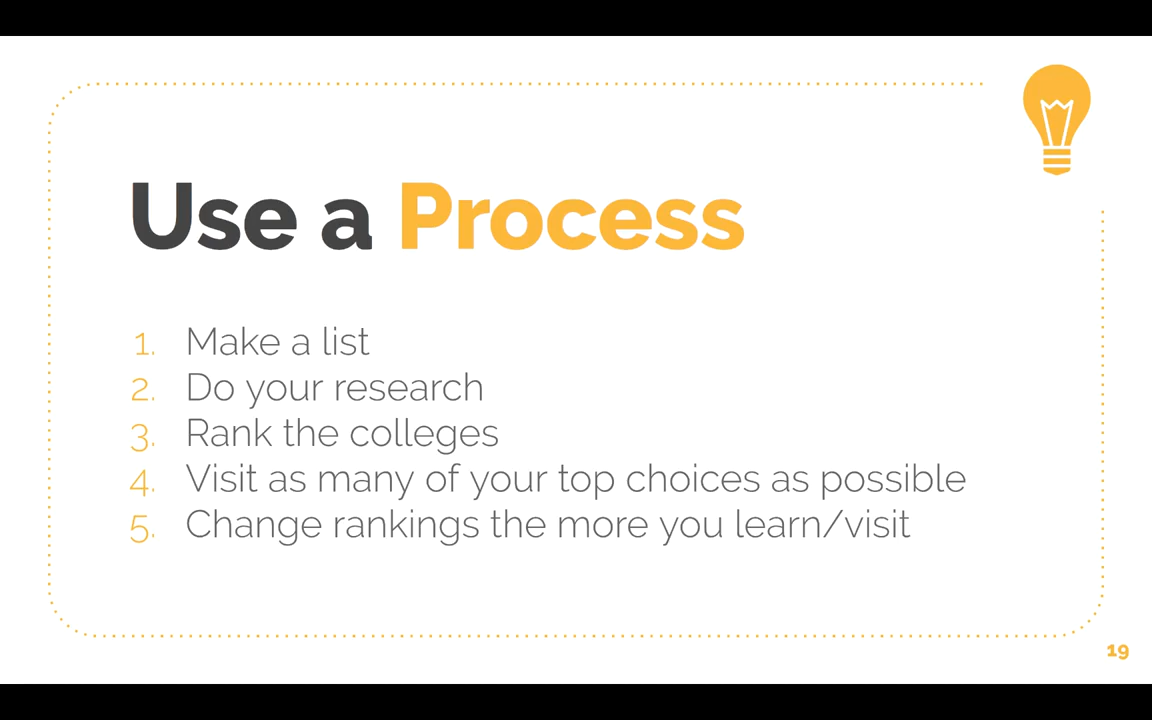 Use a Process
1. Make a list
2. Do your research
3. Rank the colleges
4. Visit as many of your top choices as possible
5. Change rankings the more you learn/visit
19